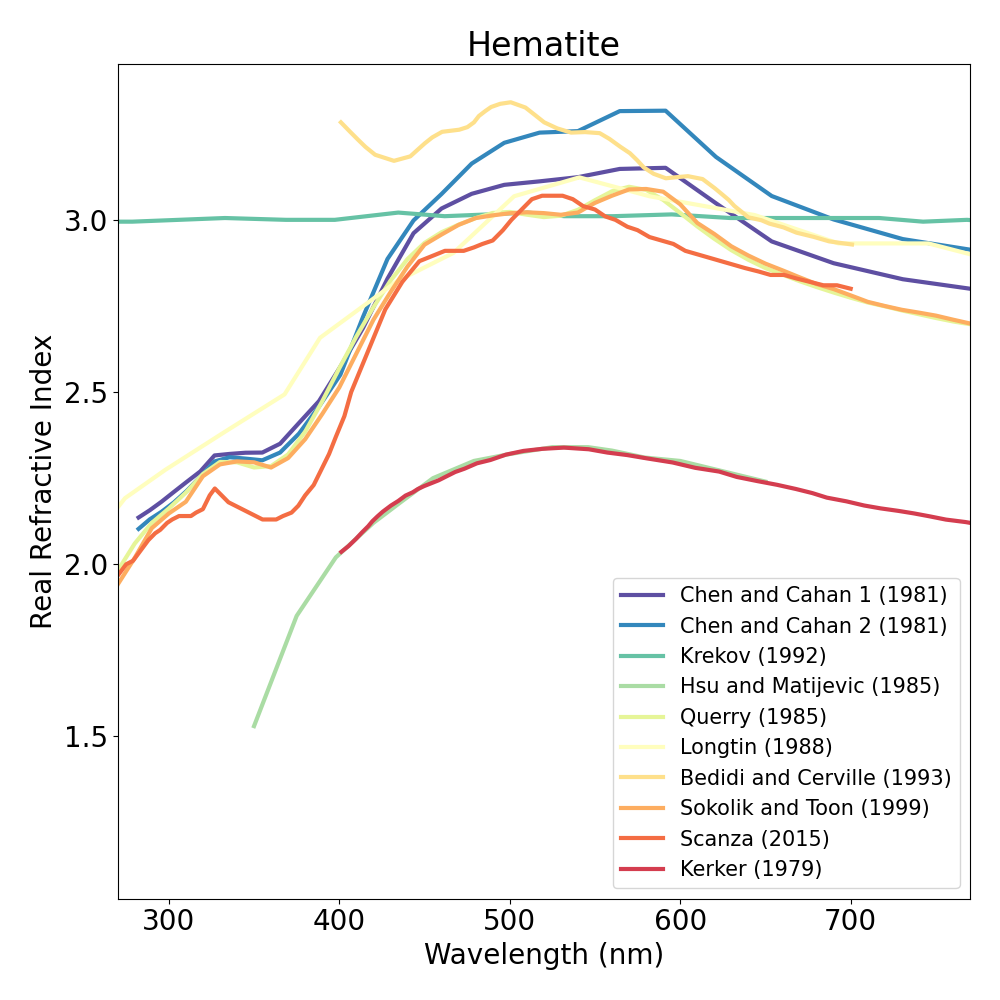 Hematite
Real Refractive Index
3.0
2.5
2.0
1.5
Chen and Cahan 1 (1981)
Chen and Cahan 2 (1981)
Krekov (1992)
Hsu and Matijevic (1985)
Querry (1985)
Longtin (1988)
Bedidi and Cerville (1993)
Sokolik and Toon (1999)
Scanza (2015)
Kerker (1979)
300 400 500 600 700
Wavelength (nm)